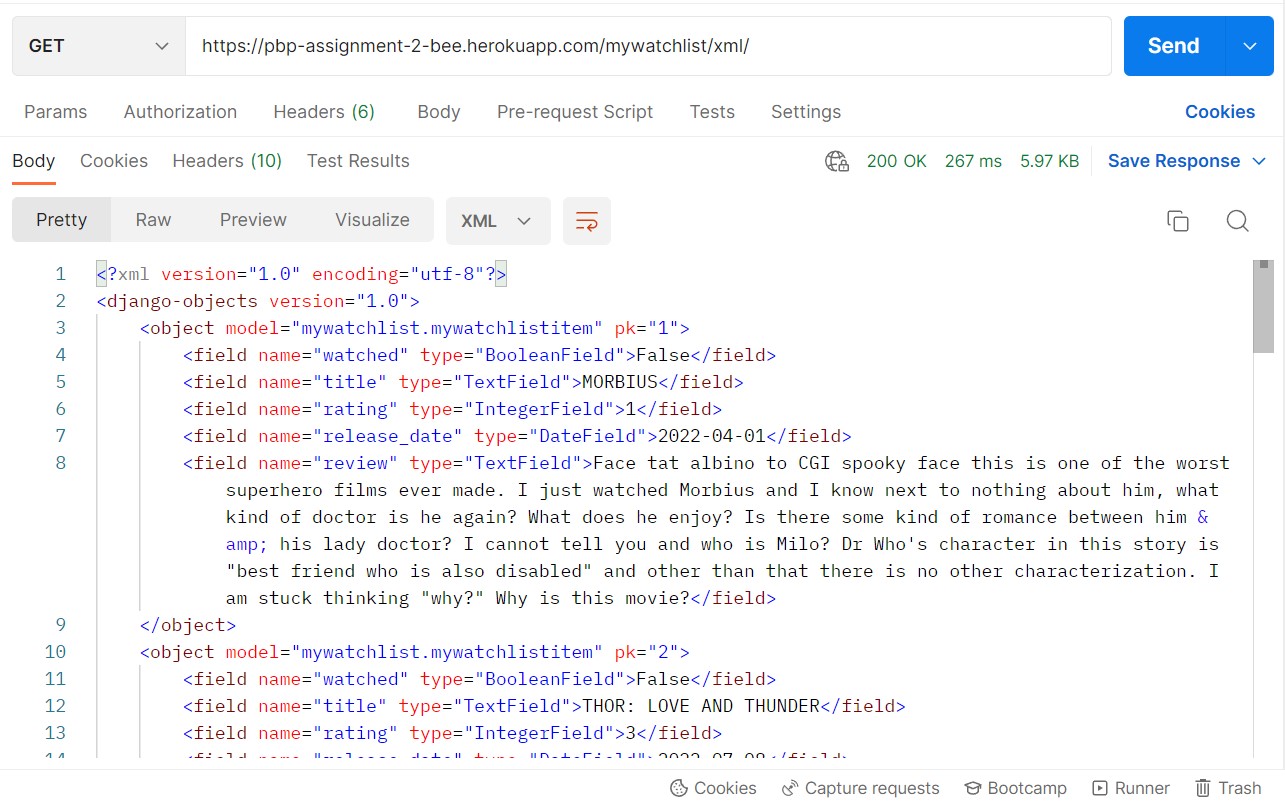 GET https://pbp-assignment-2-bee.herokuapp.com/mywatchlist/xml/ Send
Params Authorization Headers (6) Body Pre-request Script Tests Settings Cookies
Body Cookies Headers (10) Test Results 200 OK 267 ms 5.97 KB Save Response
Pretty Raw Preview Visualize XML
1 <?xml version="1.0" encoding="utf-8"?>
2 <django-objects version="1.0">
3 <object model="mywatchlist.mywatchlistitem" pk="1">
4 <field name="watched" type="BooleanField">False</field>
5 <field name="title" type="TextField">MORBIUS</field>
6 <field name="rating" type="IntegerField">1</field>
7 <field name="release_date" type="DateField">2022-04-01</field>
8 <field name="review" type="TextField">Face tat albino to CGI spooky face this is one of the worst
superhero films ever made. I just watched Morbius and I know next to nothing about him, what
kind of doctor is he again? What does he enjoy? Is there some kind of romance between him &
amp; his lady doctor? I cannot tell you and who is Milo? Dr Who's character in this story is
"best friend who is also disabled" and other than that there is no other characterization. I
am stuck thinking "why?" Why is this movie?</field>
9 </object>
10 <object model="mywatchlist.mywatchlistitem" pk="2">
11 <field name="watched" type="BooleanField">False</field>
12 <field name="title" type="TextField">THOR: LOVE AND THUNDER</field>
13 <field name="rating" type="IntegerField">3</field>
14 <field name="release_date" type="DateField">2022-07-08</field>
Cookies Capture requests Bootcamp Runner Trash